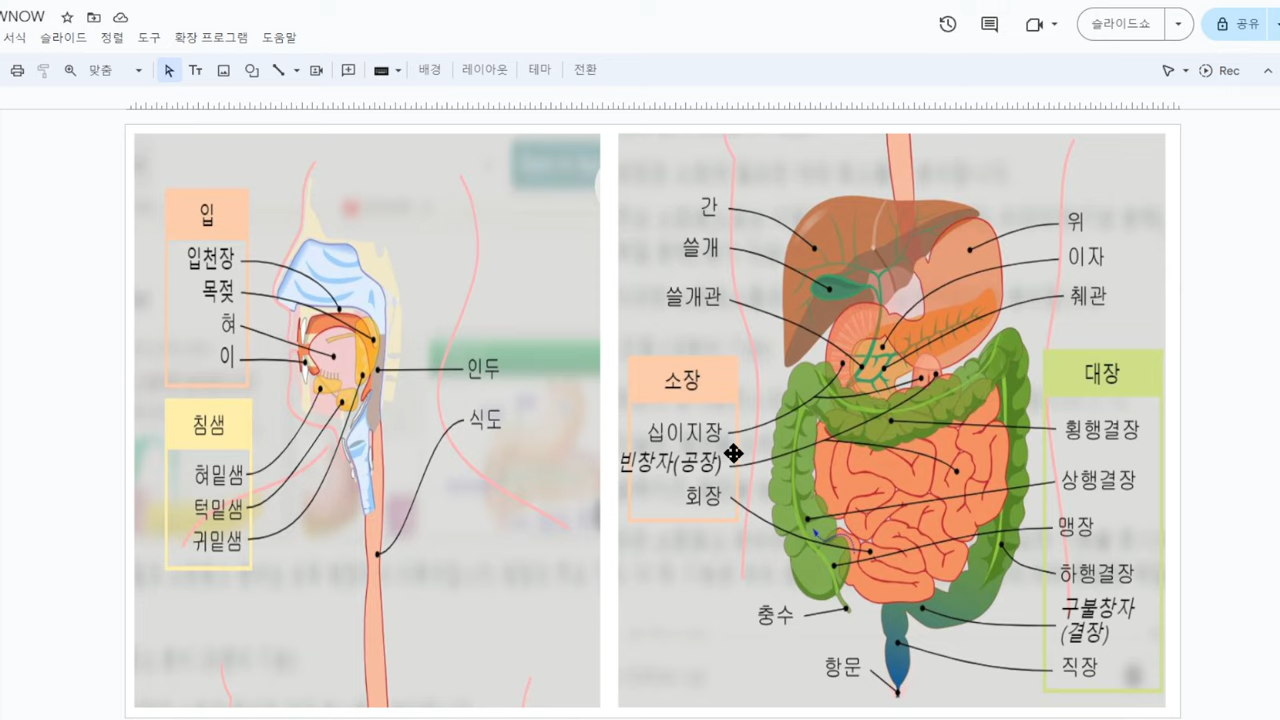 WNOW
서식 슬라이드 정렬 도구 확장 프로그램 도움말
슬라이드쇼
공유
맞춤
Tт
배경 레이아웃 테마 전환
Rec
입
입천장
목젖
혀
이
침샘
혀밑샘
턱밑샘
귀밑샘
인두
식도
간
쓸개
쓸개관
소장
십이지장
빈창자(공장)
회장
충수
항문
위
이자
췌관
대장
횡행결장
상행결장
맹장
하행결장
구불창자
(결장)
직장